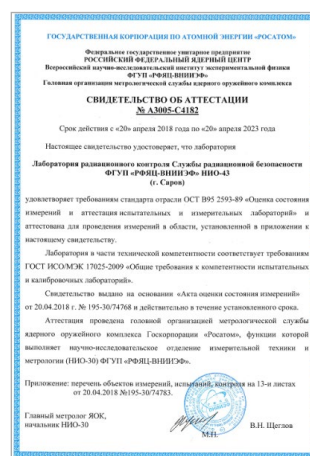 ГОСУДАРСТВЕННАЯ КОРПОРАЦИЯ ПО АТОМНОЙ ЭНЕРГИИ «РОСАТОМ»
Федеральное государственное унитарное предприятие
РОССИЙСКИЙ ФЕДЕРАЛЬНЫЙ ЯДЕРНЫЙ ЦЕНТР
Всероссийский научно-исследовательский институт экспериментальной физики
ФГУП «РФЯЦ-ВНИИЭФ»
Головная организация метрологической службы ядерного оружейного комплекса
СВИДЕТЕЛЬСТВО ОБ АТТЕСТАЦИИ
№ А3005-С4182
Срок действия с «20» апреля 2018 года по «20» апреля 2023 года
Настоящее свидетельство удостоверяет, что лаборатория
Лаборатория радиационного контроля Службы радиационной безопасности
ФГУП «РФЯЦ-ВНИИЭФ» НИО-43
(г. Саров)
удовлетворяет требованиям стандарта отрасли ОСТ В95 2593-89 «Оценка состояния
измерений и аттестация испытательных и измерительных лабораторий» и
аттестована для проведения измерений в области, установленной в приложении к
настоящему свидетельству.
Лаборатория в части технической компетентности соответствует требованиям
ГОСТ ИСО/МЭК 17025-2009 «Общие требования к компетентности испытательных
и калибровочных лабораторий».
Свидетельство выдано на основании «Акта оценки состояния измерений»
от 20.04.2018 г. № 195-30/74768 и действительно в течение установленного срока.
Аттестация проведена головной организацией метрологической службы
ядерного оружейного комплекса Госкорпорации «Росатом», функции которой
выполняет научно-исследовательское отделение измерительной техники и
метрологии (НИО-30) ФГУП «РФЯЦ-ВНИИЭФ».
Приложение: перечень объектов измерений, испытаний, контроля на 13-и листах
от 20.04.2018 №195-30/74783.
Главный метролог ЯОК,
начальник НИО-30
М.П.
В.Н. Щеглов